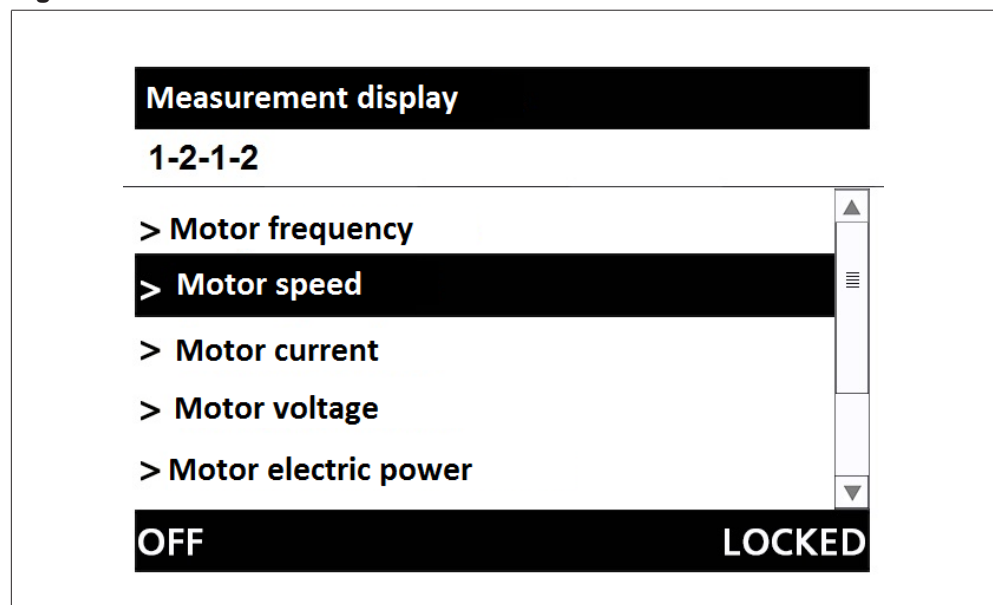 Measurement display
1-2-1-2
> Motor frequency
> Motor speed
> Motor current
> Motor voltage
> Motor electric power
OFF LOCKED